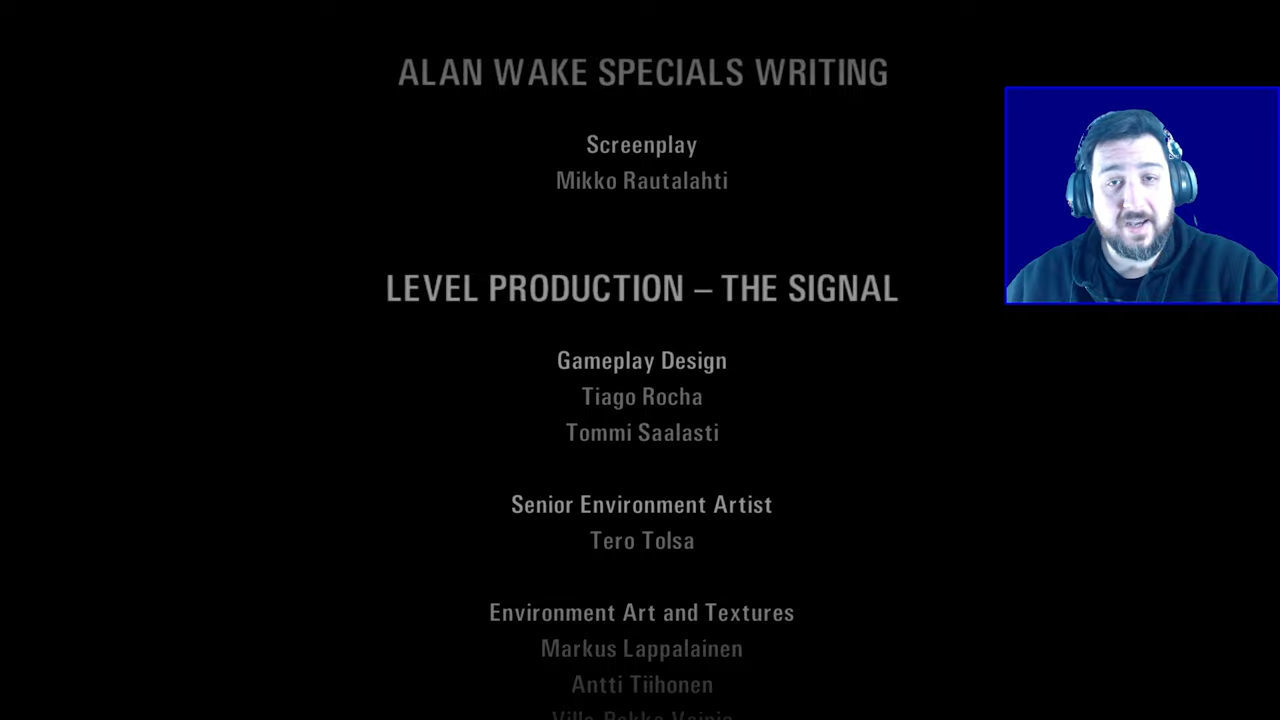 ALAN WAKE SPECIALS WRITING
Screenplay
Mikko Rautalahti
LEVEL PRODUCTION – THE SIGNAL
Gameplay Design
Tiago Rocha
Tommi Saalasti
Senior Environment Artist
Tero Tolsa
Environment Art and Textures
Markus Lappalainen
Antti Tiihonen